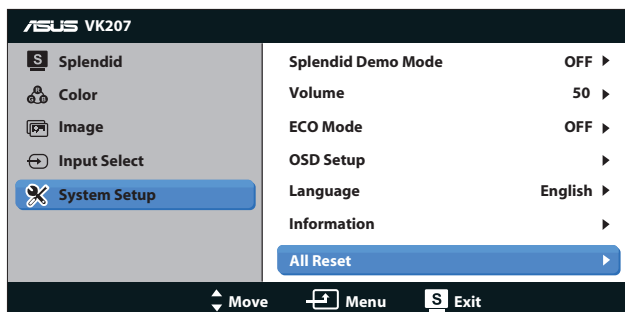 ASUS VK207
S Splendid
R G B Color
Image
Input Select
System Setup
Splendid Demo Mode OFF
Volume 50
ECO Mode OFF
OSD Setup
Language English
Information
All Reset
Move Menu S Exit